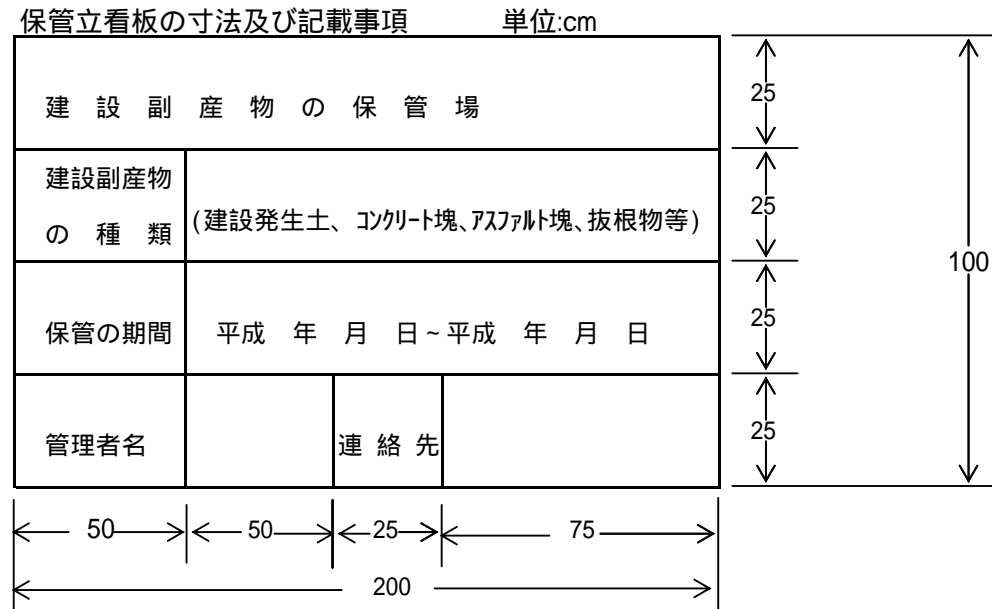 保管立看板の寸法及び記載事項 単位:cm
建設副産物の保管場
25
建設副産物
の種類
(建設発生土、コンクリート塊、アスファルト塊、抜根物等)
25
100
保管の期間
平成 年 月 日~平成 年 月 日
25
管理者名
連絡先
25
50 50 25 75
200